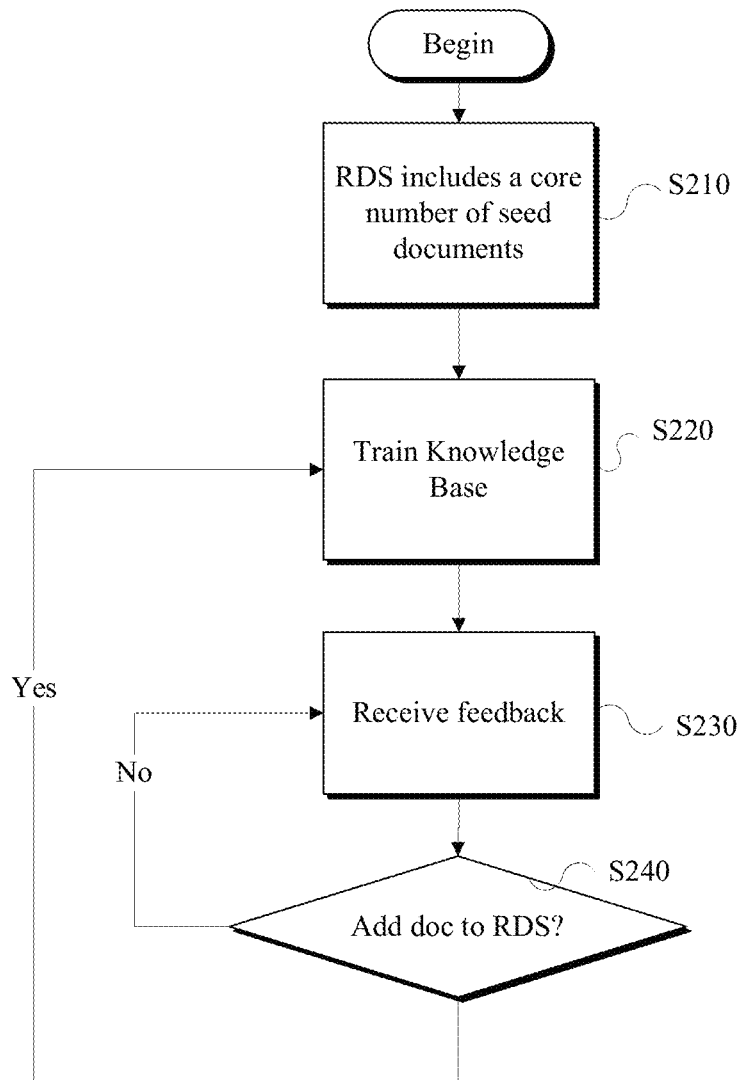 Begin
RDS includes a core
number of seed
documents
S210
Train Knowledge
Base
S220
Yes
Receive feedback
S230
No
S240
Add doc to RDS?